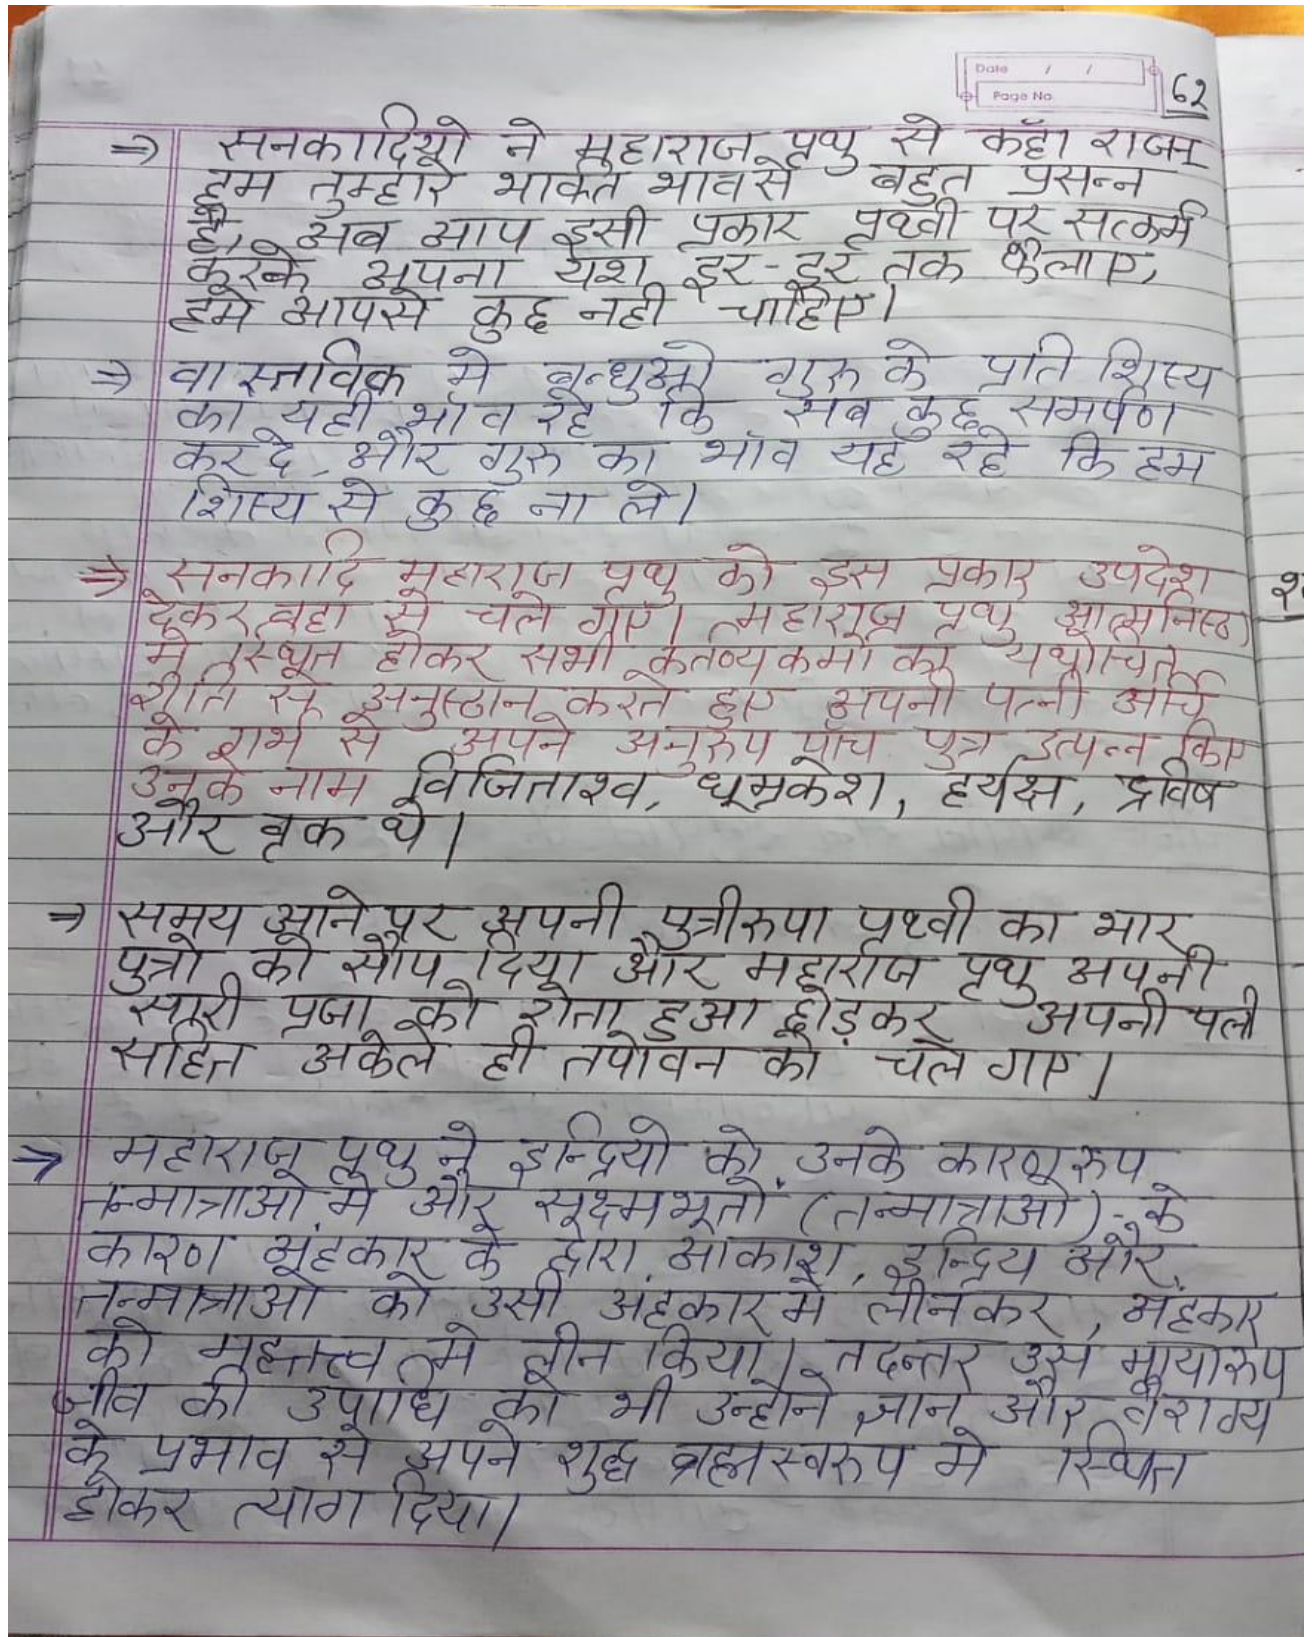 Date / /
Page No. 62
⇒ सनकादियो ने महाराज पृथु से कहाँ राजन
हम तुम्हारे भक्ति भाव से बहुत प्रसन्न
है, अब आप इसी प्रकार पृथ्वी पर सत्कर्म
करके अपना यश दूर-दूर तक फैलाए,
हमे आपसे कुछ नही चाहिए।
⇒ वास्तविक मे बन्धुओ गुरु के प्रति शिष्य
का यही भाँव रहे कि सब कुछ समर्पण
कर दे, और गुरु का भाँव यह रहे कि हम
शिष्य से कुछ ना ले।
⇒ सनकादि महाराज पृथु को इस प्रकार उपदेश
देकर वहा से चले गए। महाराज पृथु आत्मनिष्ठा
मे स्थित होकर सभी कर्तव्यकर्मो का यथोचित
रीति से अनुष्ठान करते हुए अपनी पत्नी अर्चि
के गर्भ से अपने अनुरुप पाँच पुत्र उत्पन्न किए
उनके नाम विजिताश्व, धूम्रकेश, हर्यक्ष, द्रविण
और वृक थे।
⇒ समय आने पर अपनी पुत्रीरुपा पृथ्वी का भार
पुत्रो को सौप दिया और महाराज पृथु अपनी
सारी प्रजा को रोता हुआ छोड़कर अपनी पत्नी
सहित अकेले ही तपोवन को चले गए।
⇒ महाराज पृथु ने इन्द्रियो को उनके कारण रुप
तन्मात्राओ मे और सूक्ष्मभूतो (तन्मात्राओ) के
कारण अंहकार के द्वारा आकाश, इन्द्रिय और
तन्मात्राओ को उसी अहंकार मे लीन कर, अंहकार
को महत्तत्त्व मे लीन किया। तदन्तर उस मायारुप
जीव की उपाधि को भी उन्होने ज्ञान और वैराग्य
के प्रभाव से अपने शुद्ध ब्रह्मस्वरुप मे स्थित
होकर त्याग दिया।